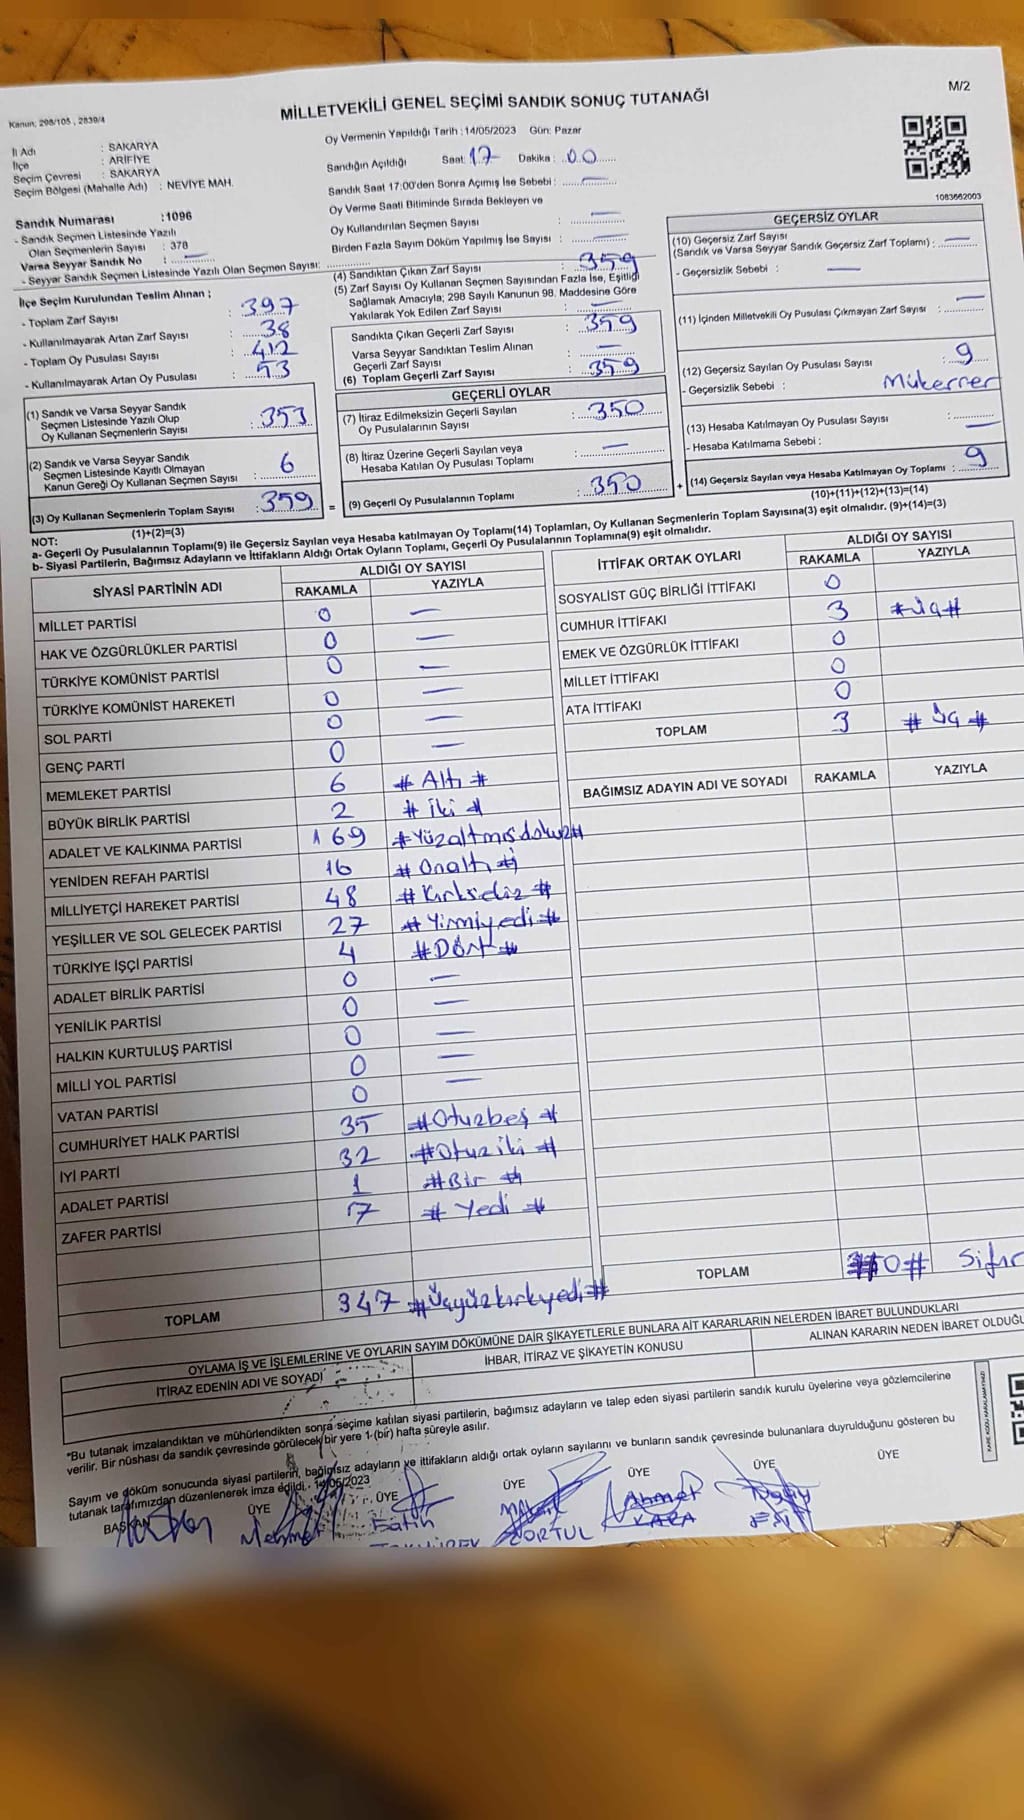 Kanun, 298/105 , 2839/4
MİLLETVEKİLİ GENEL SEÇİMİ SANDIK SONUÇ TUTANAĞI
M/2
İl Adı : SAKARYA
İlçe : ARİFİYE
Seçim Çevresi : SAKARYA
Seçim Bölgesi (Mahalle Adı) : NEVİYE MAH.
Sandık Numarası :1096
- Sandık Seçmen Listesinde Yazılı
Olan Seçmenlerin Sayısı : 378
Varsa Seyyar Sandık No : —
- Seyyar Sandık Seçmen Listesinde Yazılı Olan Seçmen Sayısı:
Oy Vermenin Yapıldığı Tarih :14/05/2023 Gün: Pazar
Sandığın Açıldığı Saat: 17 Dakika : 00
Sandık Saat 17:00'den Sonra Açımış İse Sebebi : —
Oy Verme Saati Bitiminde Sırada Bekleyen ve
Oy Kullandırılan Seçmen Sayısı : —
Birden Fazla Sayım Döküm Yapılmış İse Sayısı : —
1083662003
İlçe Seçim Kurulundan Teslim Alınan ;
- Toplam Zarf Sayısı : 397
- Kullanılmayarak Artan Zarf Sayısı : 38
- Toplam Oy Pusulası Sayısı : 412
- Kullanılmayarak Artan Oy Pusulası : 53
(1) Sandık ve Varsa Seyyar Sandık
Seçmen Listesinde Yazılı Olup
Oy Kullanan Seçmenlerin Sayısı : 353
(2) Sandık ve Varsa Seyyar Sandık
Seçmen Listesinde Kayıtlı Olmayan
Kanun Gereği Oy Kullanan Seçmen Sayısı : 6
(3) Oy Kullanan Seçmenlerin Toplam Sayısı : 359 =
(1)+(2)=(3)
(4) Sandıktan Çıkan Zarf Sayısı : 359
(5) Zarf Sayısı Oy Kullanan Seçmen Sayısından Fazla İse, Eşitliği
Sağlamak Amacıyla; 298 Sayılı Kanunun 98. Maddesine Göre
Yakılarak Yok Edilen Zarf Sayısı : —
Sandıkta Çıkan Geçerli Zarf Sayısı : 359
Varsa Seyyar Sandıktan Teslim Alınan
Geçerli Zarf Sayısı : —
(6) Toplam Geçerli Zarf Sayısı : 359
GEÇERLİ OYLAR
(7) İtiraz Edilmeksizin Geçerli Sayılan
Oy Pusulalarının Sayısı : 350
(8) İtiraz Üzerine Geçerli Sayılan veya
Hesaba Katılan Oy Pusulası Toplamı : —
(9) Geçerli Oy Pusulalarının Toplamı : 350 +
GEÇERSİZ OYLAR
(10) Geçersiz Zarf Sayısı
(Sandık ve Varsa Seyyar Sandık Geçersiz Zarf Toplamı) : —
- Geçersizlik Sebebi : —
(11) İçinden Milletvekili Oy Pusulası Çıkmayan Zarf Sayısı : —
(12) Geçersiz Sayılan Oy Pusulası Sayısı : 9
- Geçersizlik Sebebi : Mükerrer
(13) Hesaba Katılmayan Oy Pusulası Sayısı : —
- Hesaba Katılmama Sebebi :
(14) Geçersiz Sayılan veya Hesaba Katılmayan Oy Toplamı : 9
(10)+(11)+(12)+(13)=(14)
NOT:
a- Geçerli Oy Pusulalarının Toplamı(9) ile Geçersiz Sayılan veya Hesaba katılmayan Oy Toplamı(14) Toplamları, Oy Kullanan Seçmenlerin Toplam Sayısına(3) eşit olmalıdır. (9)+(14)=(3)
b- Siyasi Partilerin, Bağımsız Adayların ve İttifakların Aldığı Ortak Oyların Toplamı, Geçerli Oy Pusulalarının Toplamına(9) eşit olmalıdır.
SİYASİ PARTİNİN ADI ALDIĞI OY SAYISI
RAKAMLA YAZIYLA
MİLLET PARTİSİ 0 —
HAK VE ÖZGÜRLÜKLER PARTİSİ 0 —
TÜRKİYE KOMÜNİST PARTİSİ 0 —
TÜRKİYE KOMÜNİST HAREKETİ 0 —
SOL PARTİ 0 —
GENÇ PARTİ 0 —
MEMLEKET PARTİSİ 6 # Altı #
BÜYÜK BİRLİK PARTİSİ 2 # iki #
ADALET VE KALKINMA PARTİSİ 169 #Yüzaltmışdokuz#
YENİDEN REFAH PARTİSİ 16 # Onaltı #
MİLLİYETÇİ HAREKET PARTİSİ 48 # Kırksekiz #
YEŞİLLER VE SOL GELECEK PARTİSİ 27 # Yirmiyedi #
TÜRKİYE İŞÇİ PARTİSİ 4 #Dört #
ADALET BİRLİK PARTİSİ 0 —
YENİLİK PARTİSİ 0 —
HALKIN KURTULUŞ PARTİSİ 0 —
MİLLİ YOL PARTİSİ 0 —
VATAN PARTİSİ 0 —
CUMHURİYET HALK PARTİSİ 35 #Otuzbeş #
İYİ PARTİ 32 #Otuziki #
ADALET PARTİSİ 1 #Bir #
ZAFER PARTİSİ 7 # Yedi #
TOPLAM 347 #Üçyüzkırkyedi#
İTTİFAK ORTAK OYLARI ALDIĞI OY SAYISI
RAKAMLA YAZIYLA
SOSYALİST GÜÇ BİRLİĞİ İTTİFAKI 0
CUMHUR İTTİFAKI 3 #üç#
EMEK VE ÖZGÜRLÜK İTTİFAKI 0
MİLLET İTTİFAKI 0
ATA İTTİFAKI 0
TOPLAM 3 # Üç #
BAĞIMSIZ ADAYIN ADI VE SOYADI RAKAMLA YAZIYLA
TOPLAM #0# Sıfır
OYLAMA İŞ VE İŞLEMLERİNE VE OYLARIN SAYIM DÖKÜMÜNE DAİR ŞİKAYETLERLE BUNLARA AİT KARARLARIN NELERDEN İBARET BULUNDUKLARI
İTİRAZ EDENİN ADI VE SOYADI İHBAR, İTİRAZ VE ŞİKAYETİN KONUSU ALINAN KARARIN NEDEN İBARET OLDUĞU
*Bu tutanak imzalandıktan ve mühürlendikten sonra seçime katılan siyasi partilerin, bağımsız adayların ve talep eden siyasi partilerin sandık kurulu üyelerine veya gözlemcilerine
verilir. Bir nüshası da sandık çevresinde görülecek bir yere 1-(bir) hafta süreyle asılır.
Sayım ve döküm sonucunda siyasi partilerin, bağımsız adayların ve ittifakların aldığı ortak oyların sayılarını ve bunların sandık çevresinde bulunanlara duyrulduğunu gösteren bu
tutanak tarafımızdan düzenlenerek imza edildi. 14/05/2023
BAŞKAN ÜYE ÜYE ÜYE ÜYE ÜYE ÜYE
Mehmet Fatih ZORTUL Ahmet KARA